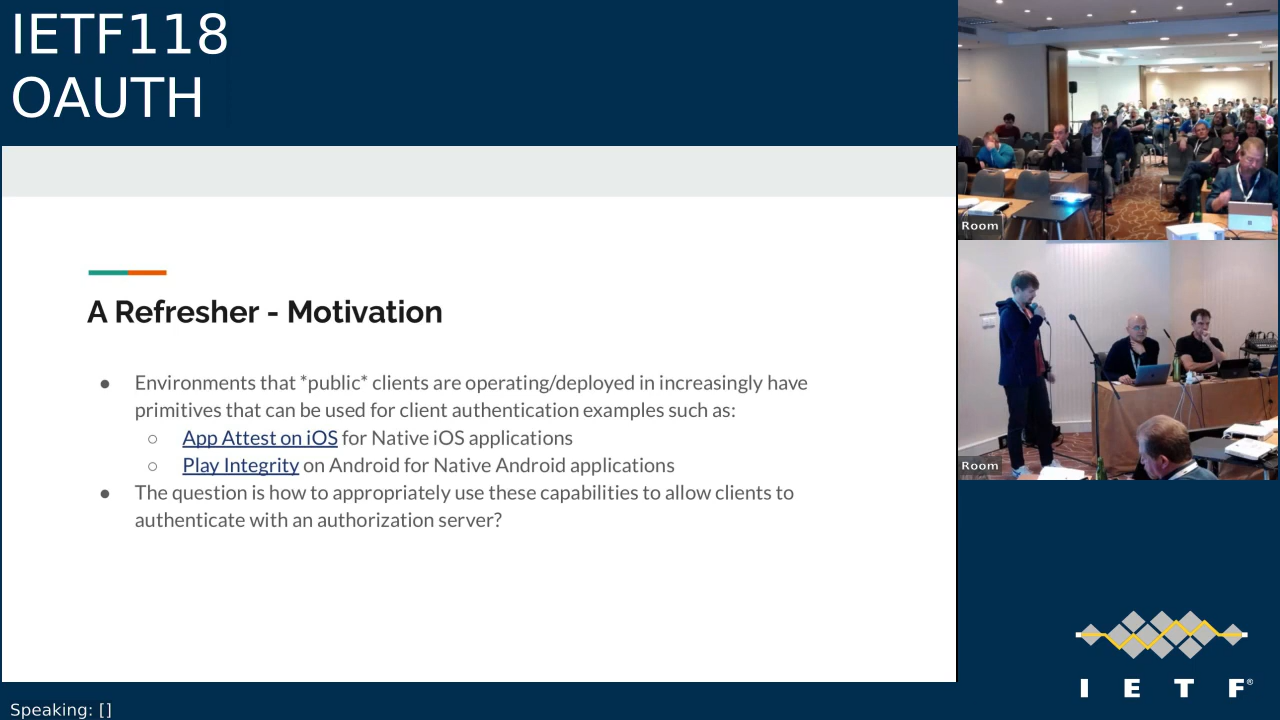 IETF118
OAUTH
A Refresher - Motivation
● Environments that *public* clients are operating/deployed in increasingly have
primitives that can be used for client authentication examples such as:
○ App Attest on iOS for Native iOS applications
○ Play Integrity on Android for Native Android applications
● The question is how to appropriately use these capabilities to allow clients to
authenticate with an authorization server?
Room
Room
I E T F®
Speaking: []